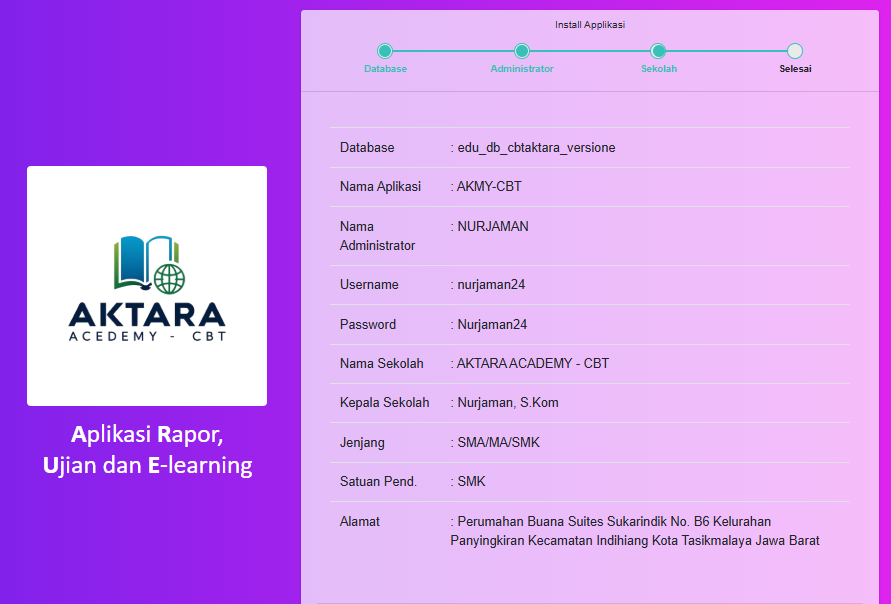 Install Applikasi
Database
Administrator
Sekolah
Selesai
AKTARA
ACEDEMY - CBT
Aplikasi Rapor,
Ujian dan E-learning
Database : edu_db_cbtaktara_versione
Nama Aplikasi : AKMY-CBT
Nama Administrator : NURJAMAN
Username : nurjaman24
Password : Nurjaman24
Nama Sekolah : AKTARA ACADEMY - CBT
Kepala Sekolah : Nurjaman, S.Kom
Jenjang : SMA/MA/SMK
Satuan Pend. : SMK
Alamat : Perumahan Buana Suites Sukarindik No. B6 Kelurahan
Panyingkiran Kecamatan Indihiang Kota Tasikmalaya Jawa Barat